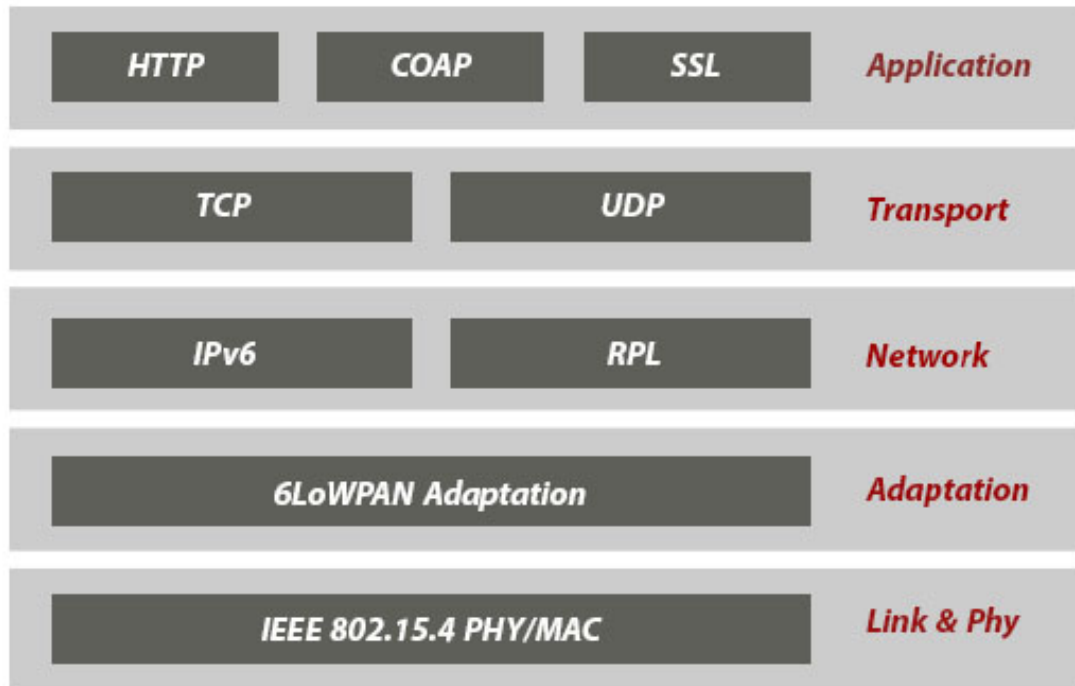 HTTP COAP SSL Application
TCP UDP Transport
IPv6 RPL Network
6LoWPAN Adaptation Adaptation
IEEE 802.15.4 PHY/MAC Link & Phy